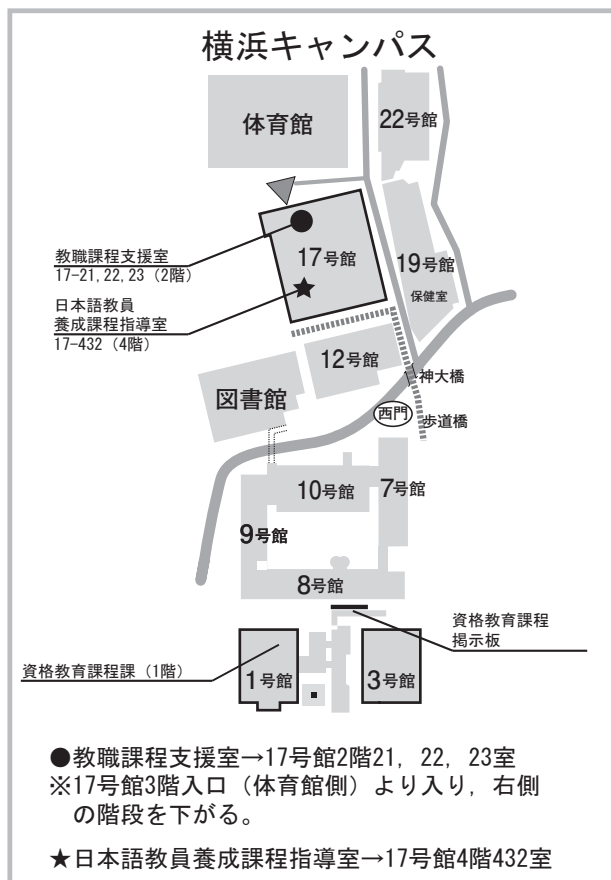 横浜キャンパス
体育館
22号館
教職課程支援室
17-21, 22, 23（2階）
17号館
19号館
保健室
日本語教員
養成課程指導室
17-432（4階）
12号館
神大橋
図書館
西門
歩道橋
10号館
7号館
9号館
8号館
資格教育課程
掲示板
資格教育課程課（1階）
1号館
3号館
●教職課程支援室→17号館2階21, 22, 23室
※17号館3階入口（体育館側）より入り, 右側
の階段を下がる。
★日本語教員養成課程指導室→17号館4階432室